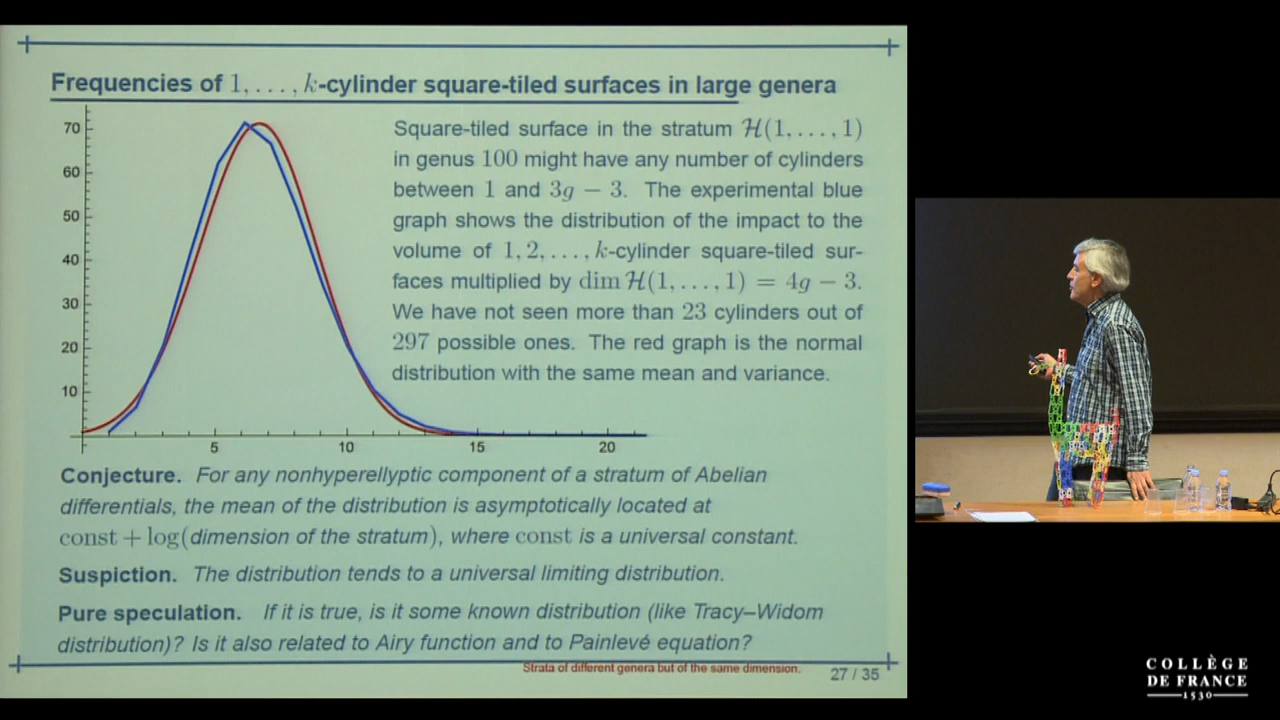 Frequencies of 1, . . . , k-cylinder square-tiled surfaces in large genera
70
60
50
40
30
20
10
5
10
15
20
Square-tiled surface in the stratum ℋ(1, . . . , 1)
in genus 100 might have any number of cylinders
between 1 and 3g − 3. The experimental blue
graph shows the distribution of the impact to the
volume of 1, 2, . . . , k-cylinder square-tiled sur-
faces multiplied by dim ℋ(1, . . . , 1) = 4g − 3.
We have not seen more than 23 cylinders out of
297 possible ones. The red graph is the normal
distribution with the same mean and variance.
Conjecture. For any nonhyperellyptic component of a stratum of Abelian
differentials, the mean of the distribution is asymptotically located at
const + log(dimension of the stratum), where const is a universal constant.
Suspiction. The distribution tends to a universal limiting distribution.
Pure speculation. If it is true, is it some known distribution (like Tracy–Widom
distribution)? Is it also related to Airy function and to Painlevé equation?
Strata of different genera but of the same dimension.
27 / 35
COLLÈGE
DE FRANCE
1530